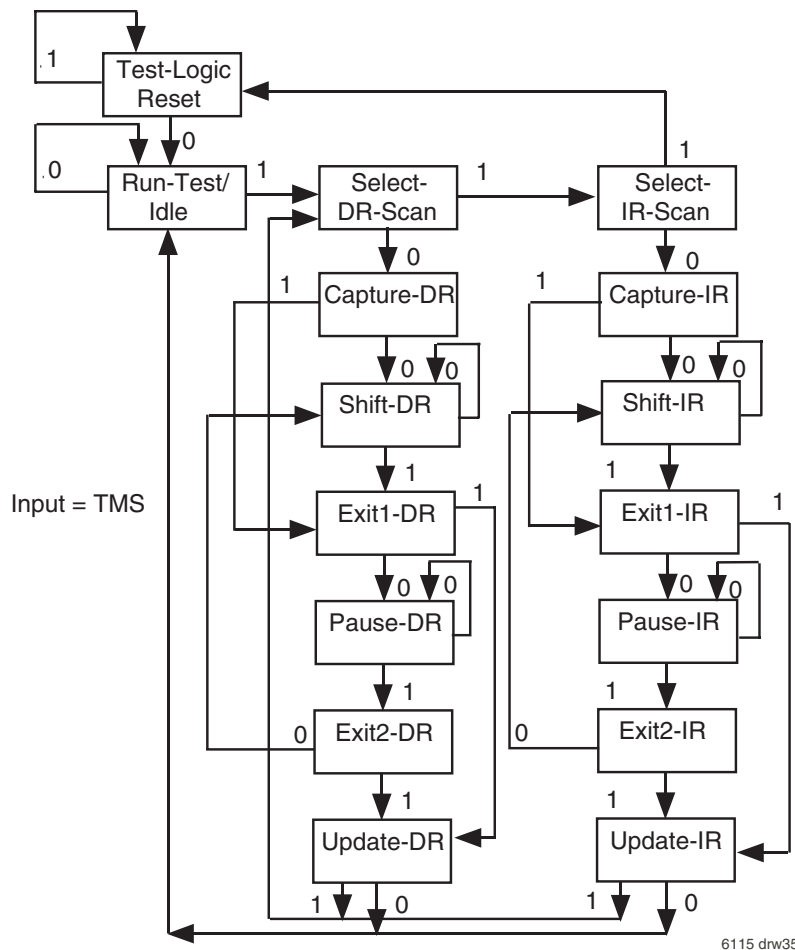 1
Test-Logic
Reset
0
0
Run-Test/
Idle
1
Select-
DR-Scan
1
Select-
IR-Scan
1
0
0
1
Capture-DR
1
Capture-IR
0
0
0
0
Shift-DR
Shift-IR
1
1
Input = TMS
Exit1-DR
1
Exit1-IR
1
0
0
0
0
Pause-DR
Pause-IR
1
1
0
Exit2-DR
0
Exit2-IR
1
1
Update-DR
Update-IR
1
0
1
0
6115 drw35